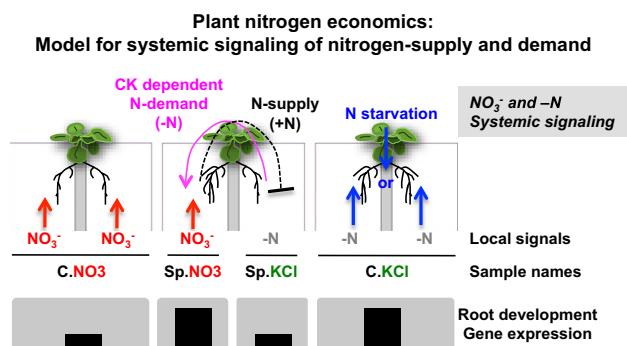 Plant nitrogen economics:
Model for systemic signaling of nitrogen-supply and demand
CK dependent
N-demand
(-N)
N-supply
(+N)
N starvation
NO3- and –N
Systemic signaling
or
NO3- NO3- NO3- -N -N -N Local signals
C.NO3 Sp.NO3 Sp.KCl C.KCl Sample names
Root development
Gene expression